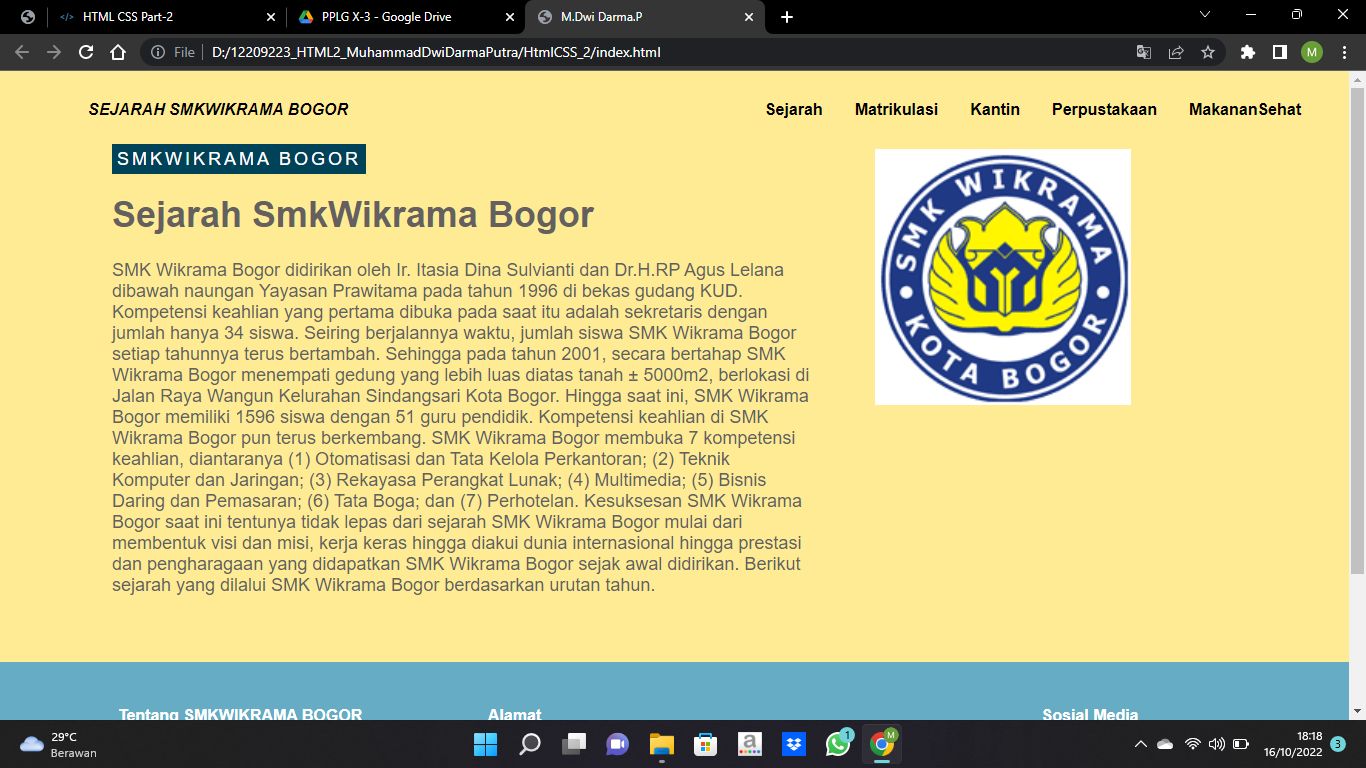 HTML CSS Part-2
PPLG X-3 - Google Drive
M.Dwi Darma.P
File
D:/12209223_HTML2_MuhammadDwiDarmaPutra/HtmlCSS_2/index.html
M
SEJARAH SMKWIKRAMA BOGOR
Sejarah
Matrikulasi
Kantin
Perpustakaan
MakananSehat
SMKWIKRAMA BOGOR
Sejarah SmkWikrama Bogor
SMK Wikrama Bogor didirikan oleh Ir. Itasia Dina Sulvianti dan Dr.H.RP Agus Lelana
dibawah naungan Yayasan Prawitama pada tahun 1996 di bekas gudang KUD.
Kompetensi keahlian yang pertama dibuka pada saat itu adalah sekretaris dengan
jumlah hanya 34 siswa. Seiring berjalannya waktu, jumlah siswa SMK Wikrama Bogor
setiap tahunnya terus bertambah. Sehingga pada tahun 2001, secara bertahap SMK
Wikrama Bogor menempati gedung yang lebih luas diatas tanah ± 5000m2, berlokasi di
Jalan Raya Wangun Kelurahan Sindangsari Kota Bogor. Hingga saat ini, SMK Wikrama
Bogor memiliki 1596 siswa dengan 51 guru pendidik. Kompetensi keahlian di SMK
Wikrama Bogor pun terus berkembang. SMK Wikrama Bogor membuka 7 kompetensi
keahlian, diantaranya (1) Otomatisasi dan Tata Kelola Perkantoran; (2) Teknik
Komputer dan Jaringan; (3) Rekayasa Perangkat Lunak; (4) Multimedia; (5) Bisnis
Daring dan Pemasaran; (6) Tata Boga; dan (7) Perhotelan. Kesuksesan SMK Wikrama
Bogor saat ini tentunya tidak lepas dari sejarah SMK Wikrama Bogor mulai dari
membentuk visi dan misi, kerja keras hingga diakui dunia internasional hingga prestasi
dan pengharagaan yang didapatkan SMK Wikrama Bogor sejak awal didirikan. Berikut
sejarah yang dilalui SMK Wikrama Bogor berdasarkan urutan tahun.
SMK WIKRAMA
KOTA BOGOR
Tentang SMKWIKRAMA BOGOR
Alamat
Sosial Media
29°C
Berawan
a
1
M
18:18
16/10/2022
3